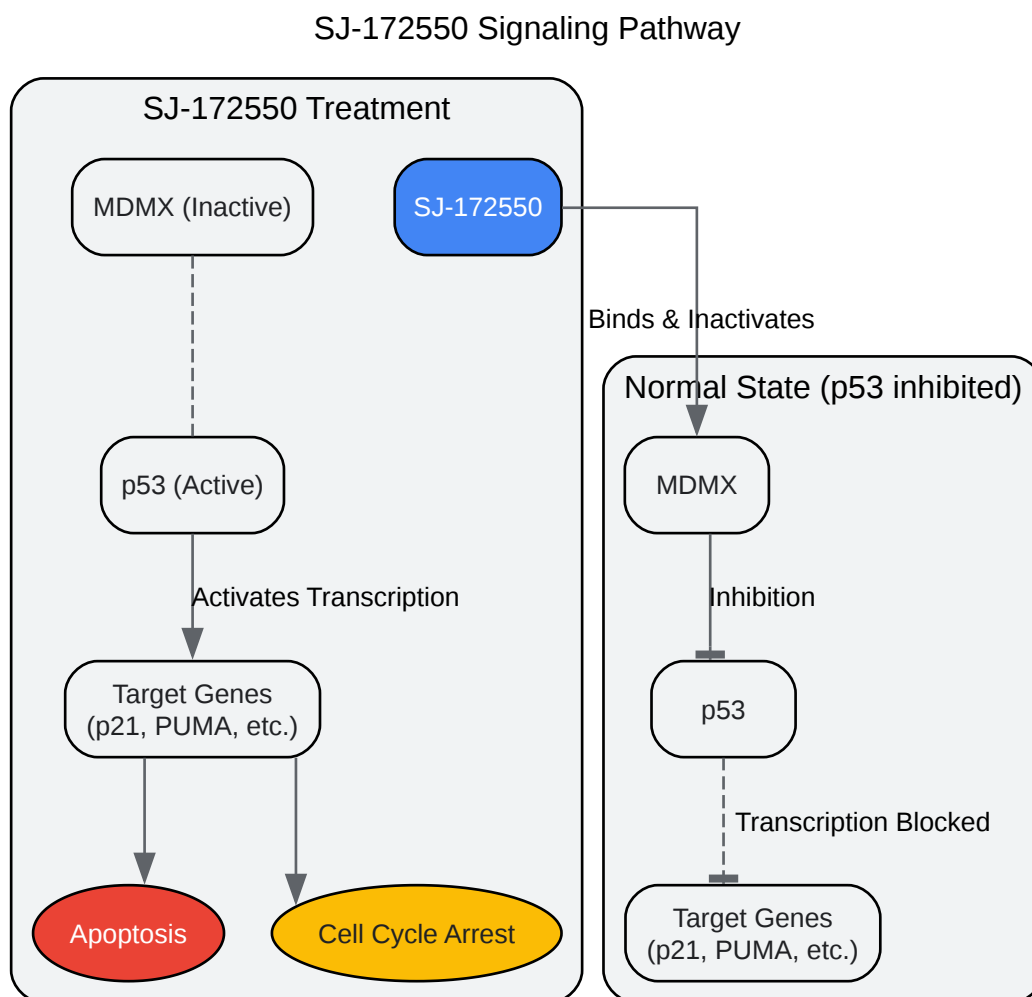 SJ-172550 Signaling Pathway
SJ-172550 Treatment
MDMX (Inactive)
SJ-172550
Binds & Inactivates
Normal State (p53 inhibited)
p53 (Active)
MDMX
Activates Transcription
Inhibition
Target Genes
(p21, PUMA, etc.)
p53
Transcription Blocked
Apoptosis
Cell Cycle Arrest
Target Genes
(p21, PUMA, etc.)